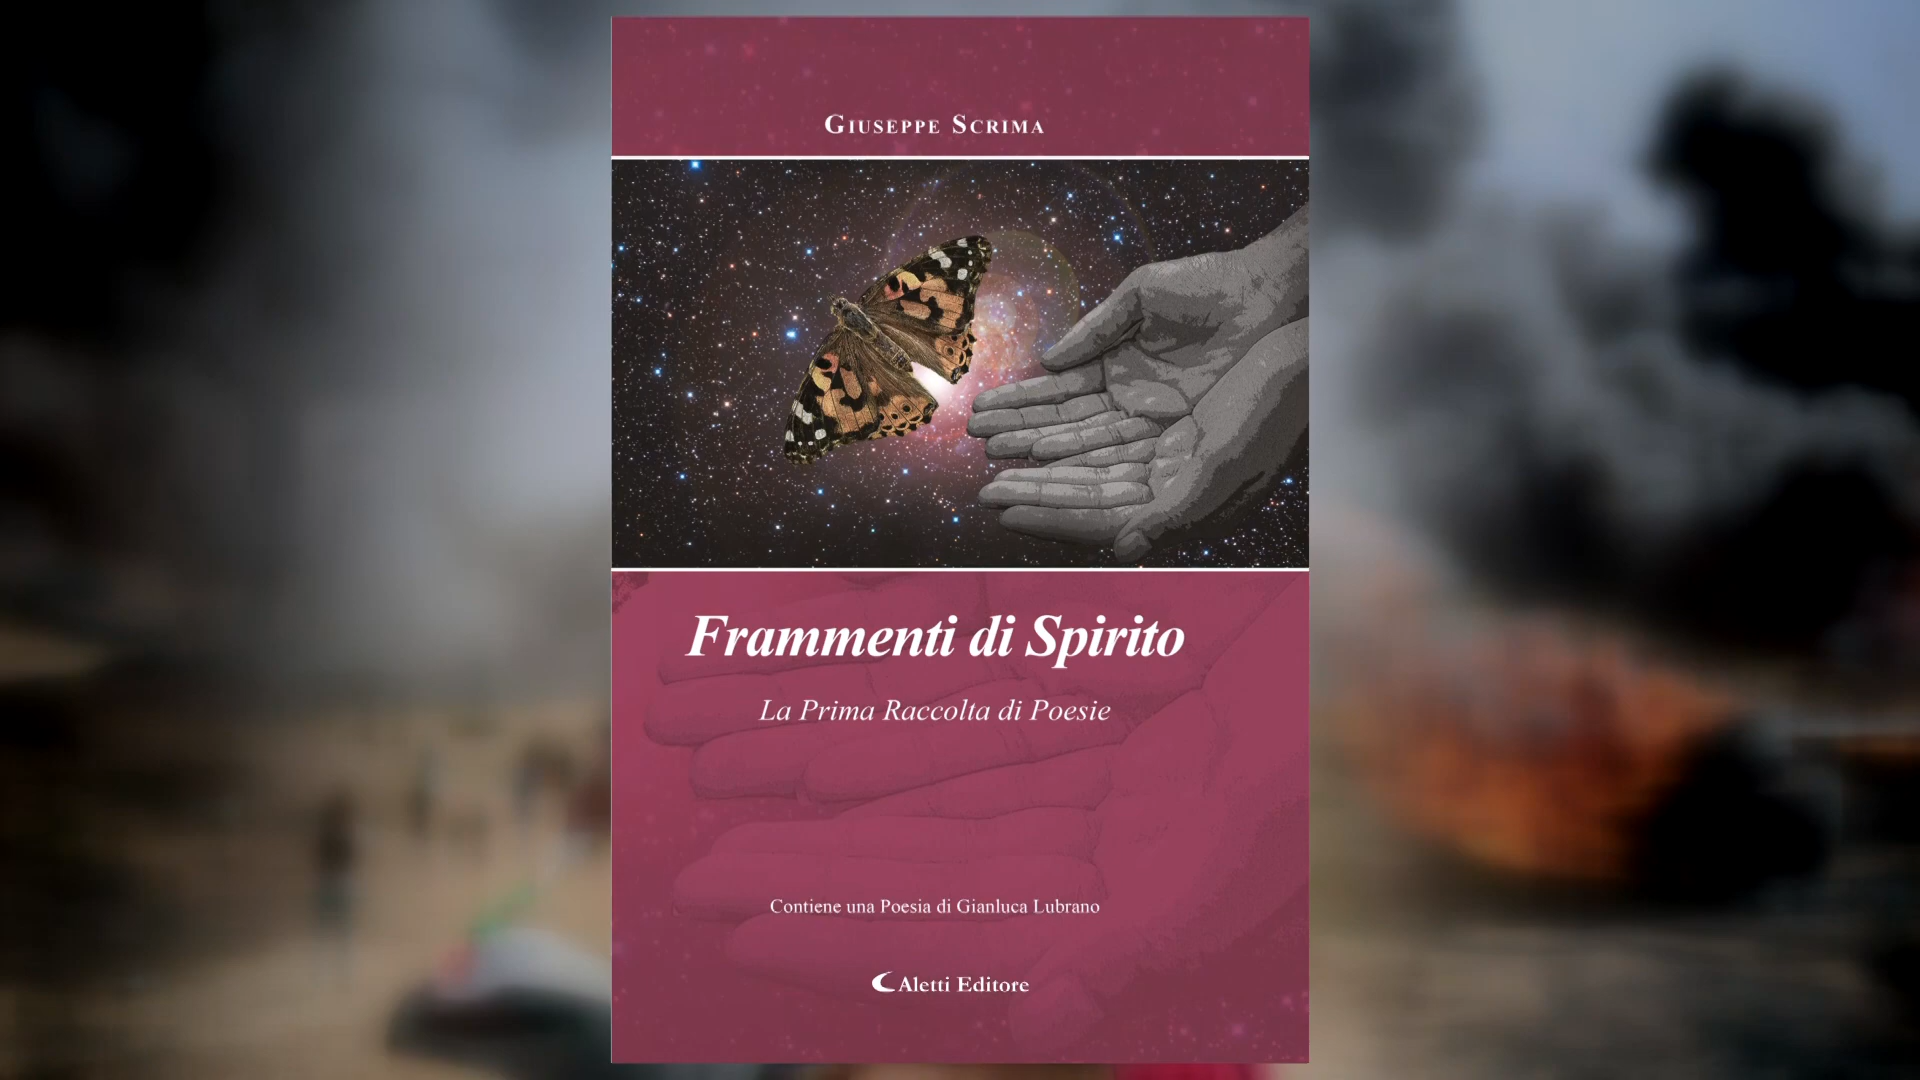 Giuseppe Scrima
Frammenti di Spirito
La Prima Raccolta di Poesie
Contiene una Poesia di Gianluca Lubrano
Aletti Editore